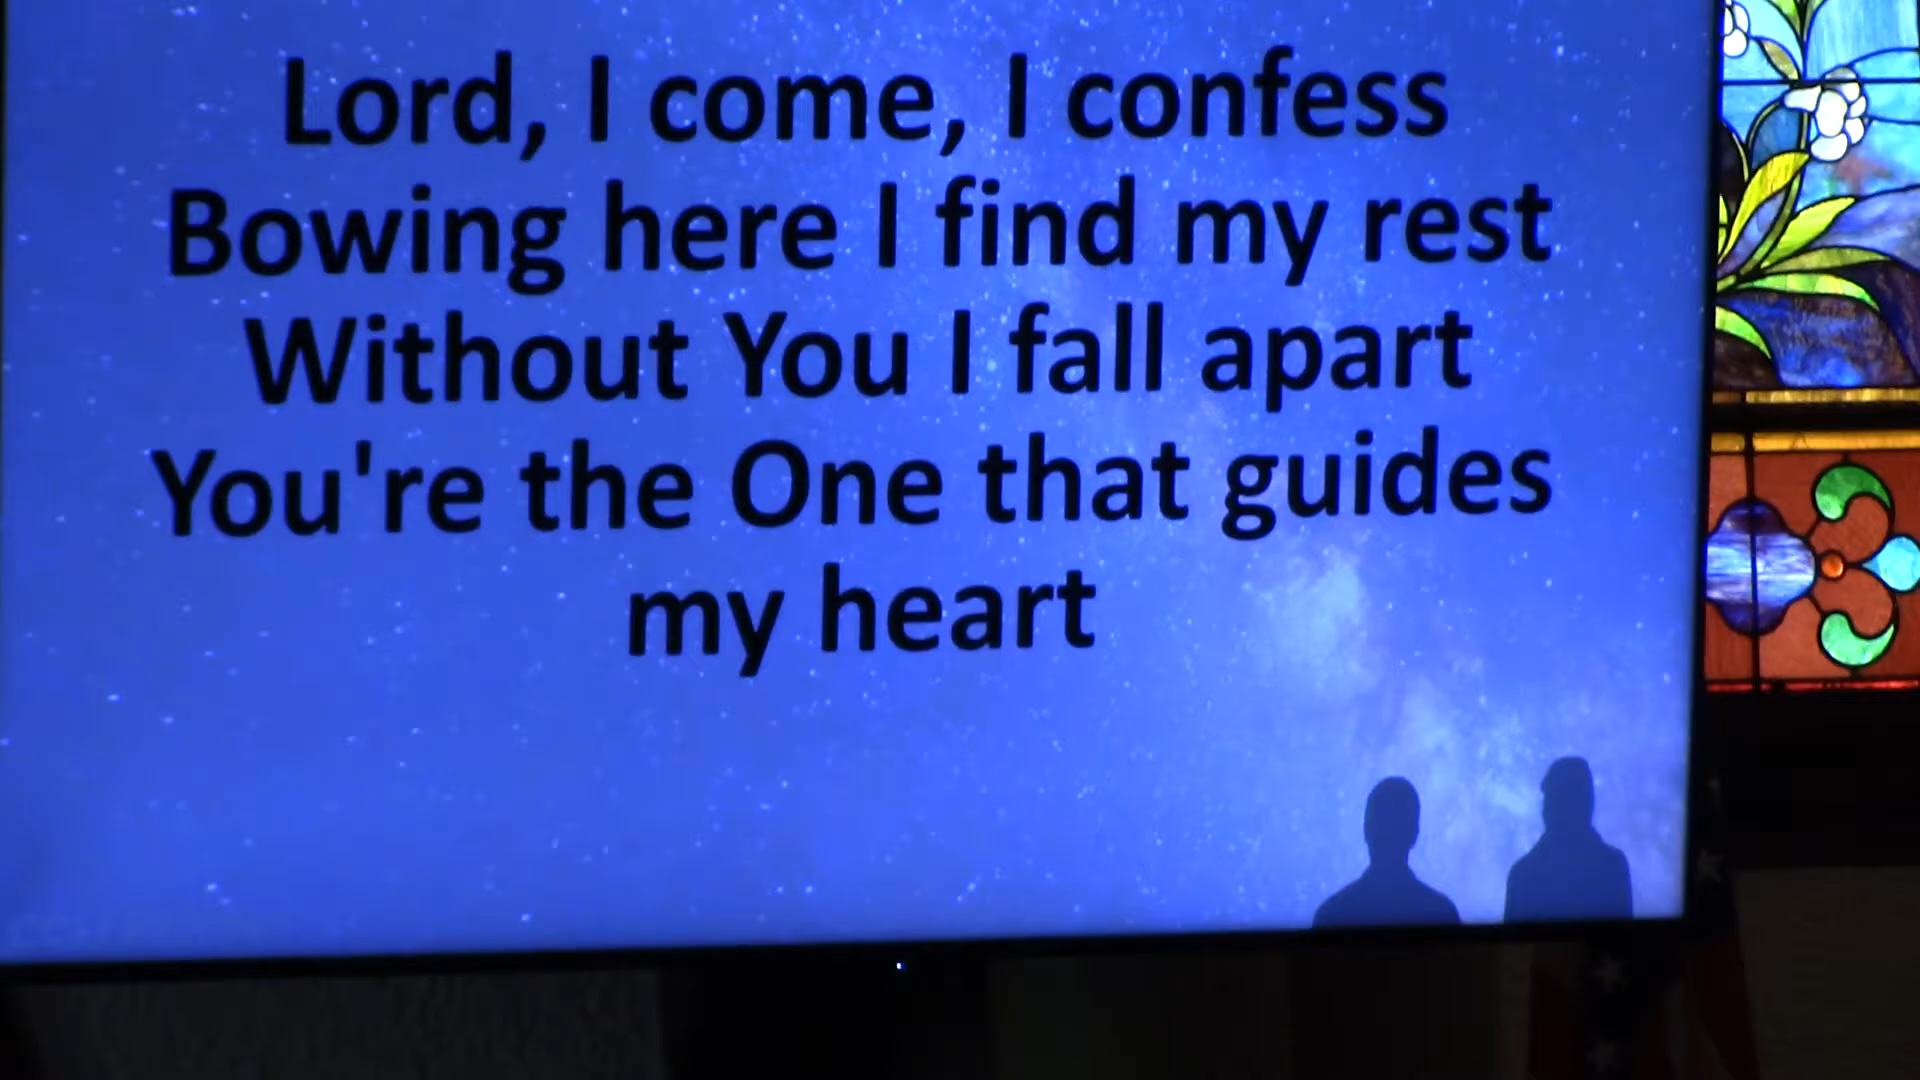 Lord, I come, I confess
Bowing here I find my rest
Without You I fall apart
You're the One that guides
my heart